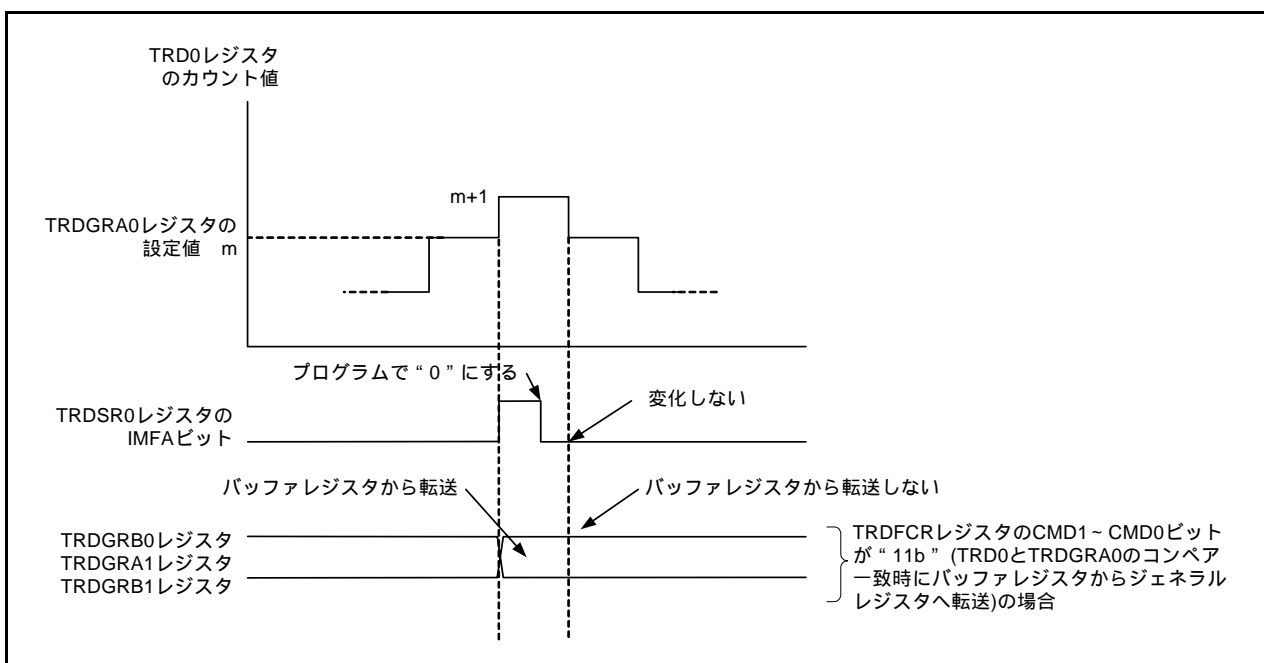 TRD0レジスタ
のカウント値
m+1
TRDGRA0レジスタの
設定値 m
プログラムで“0”にする
変化しない
TRDSR0レジスタの
IMFAビット
バッファレジスタから転送
バッファレジスタから転送しない
TRDGRB0レジスタ
TRDGRA1レジスタ
TRDGRB1レジスタ
TRDFCRレジスタのCMD1~CMD0ビット
が“11b”(TRD0とTRDGRA0のコンペア
一致時にバッファレジスタからジェネラル
レジスタへ転送)の場合